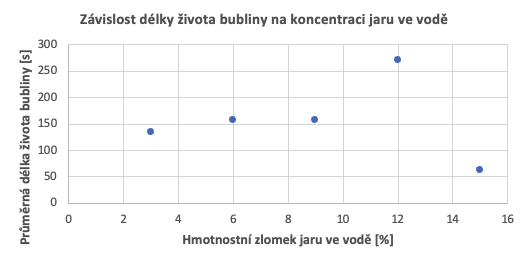 Závislost délky života bubliny na koncentraci jaru ve vodě
Průměrná délka života bubliny [s]
300
250
200
150
100
50
0
0 2 4 6 8 10 12 14 16
Hmotnostní zlomek jaru ve vodě [%]